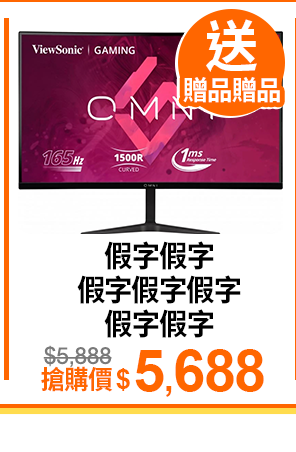 送
贈品贈品
ViewSonic | GAMING
OMNI
165Hz
1500R
CURVED
1ms
Response Time
OMNI
假字假字
假字假字假字
假字假字
$5,888
搶購價$5,688